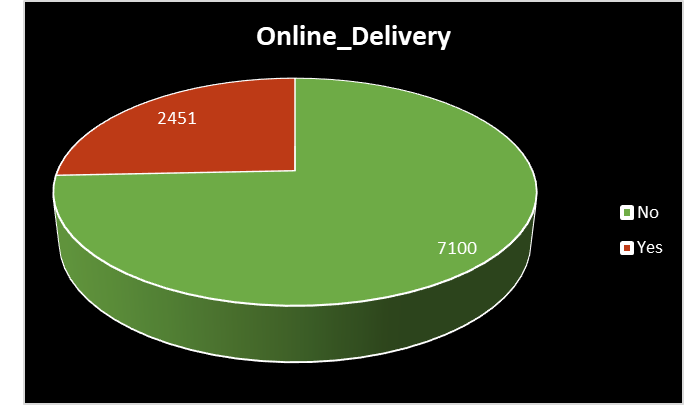 Online_Delivery
2451
No
Yes
7100